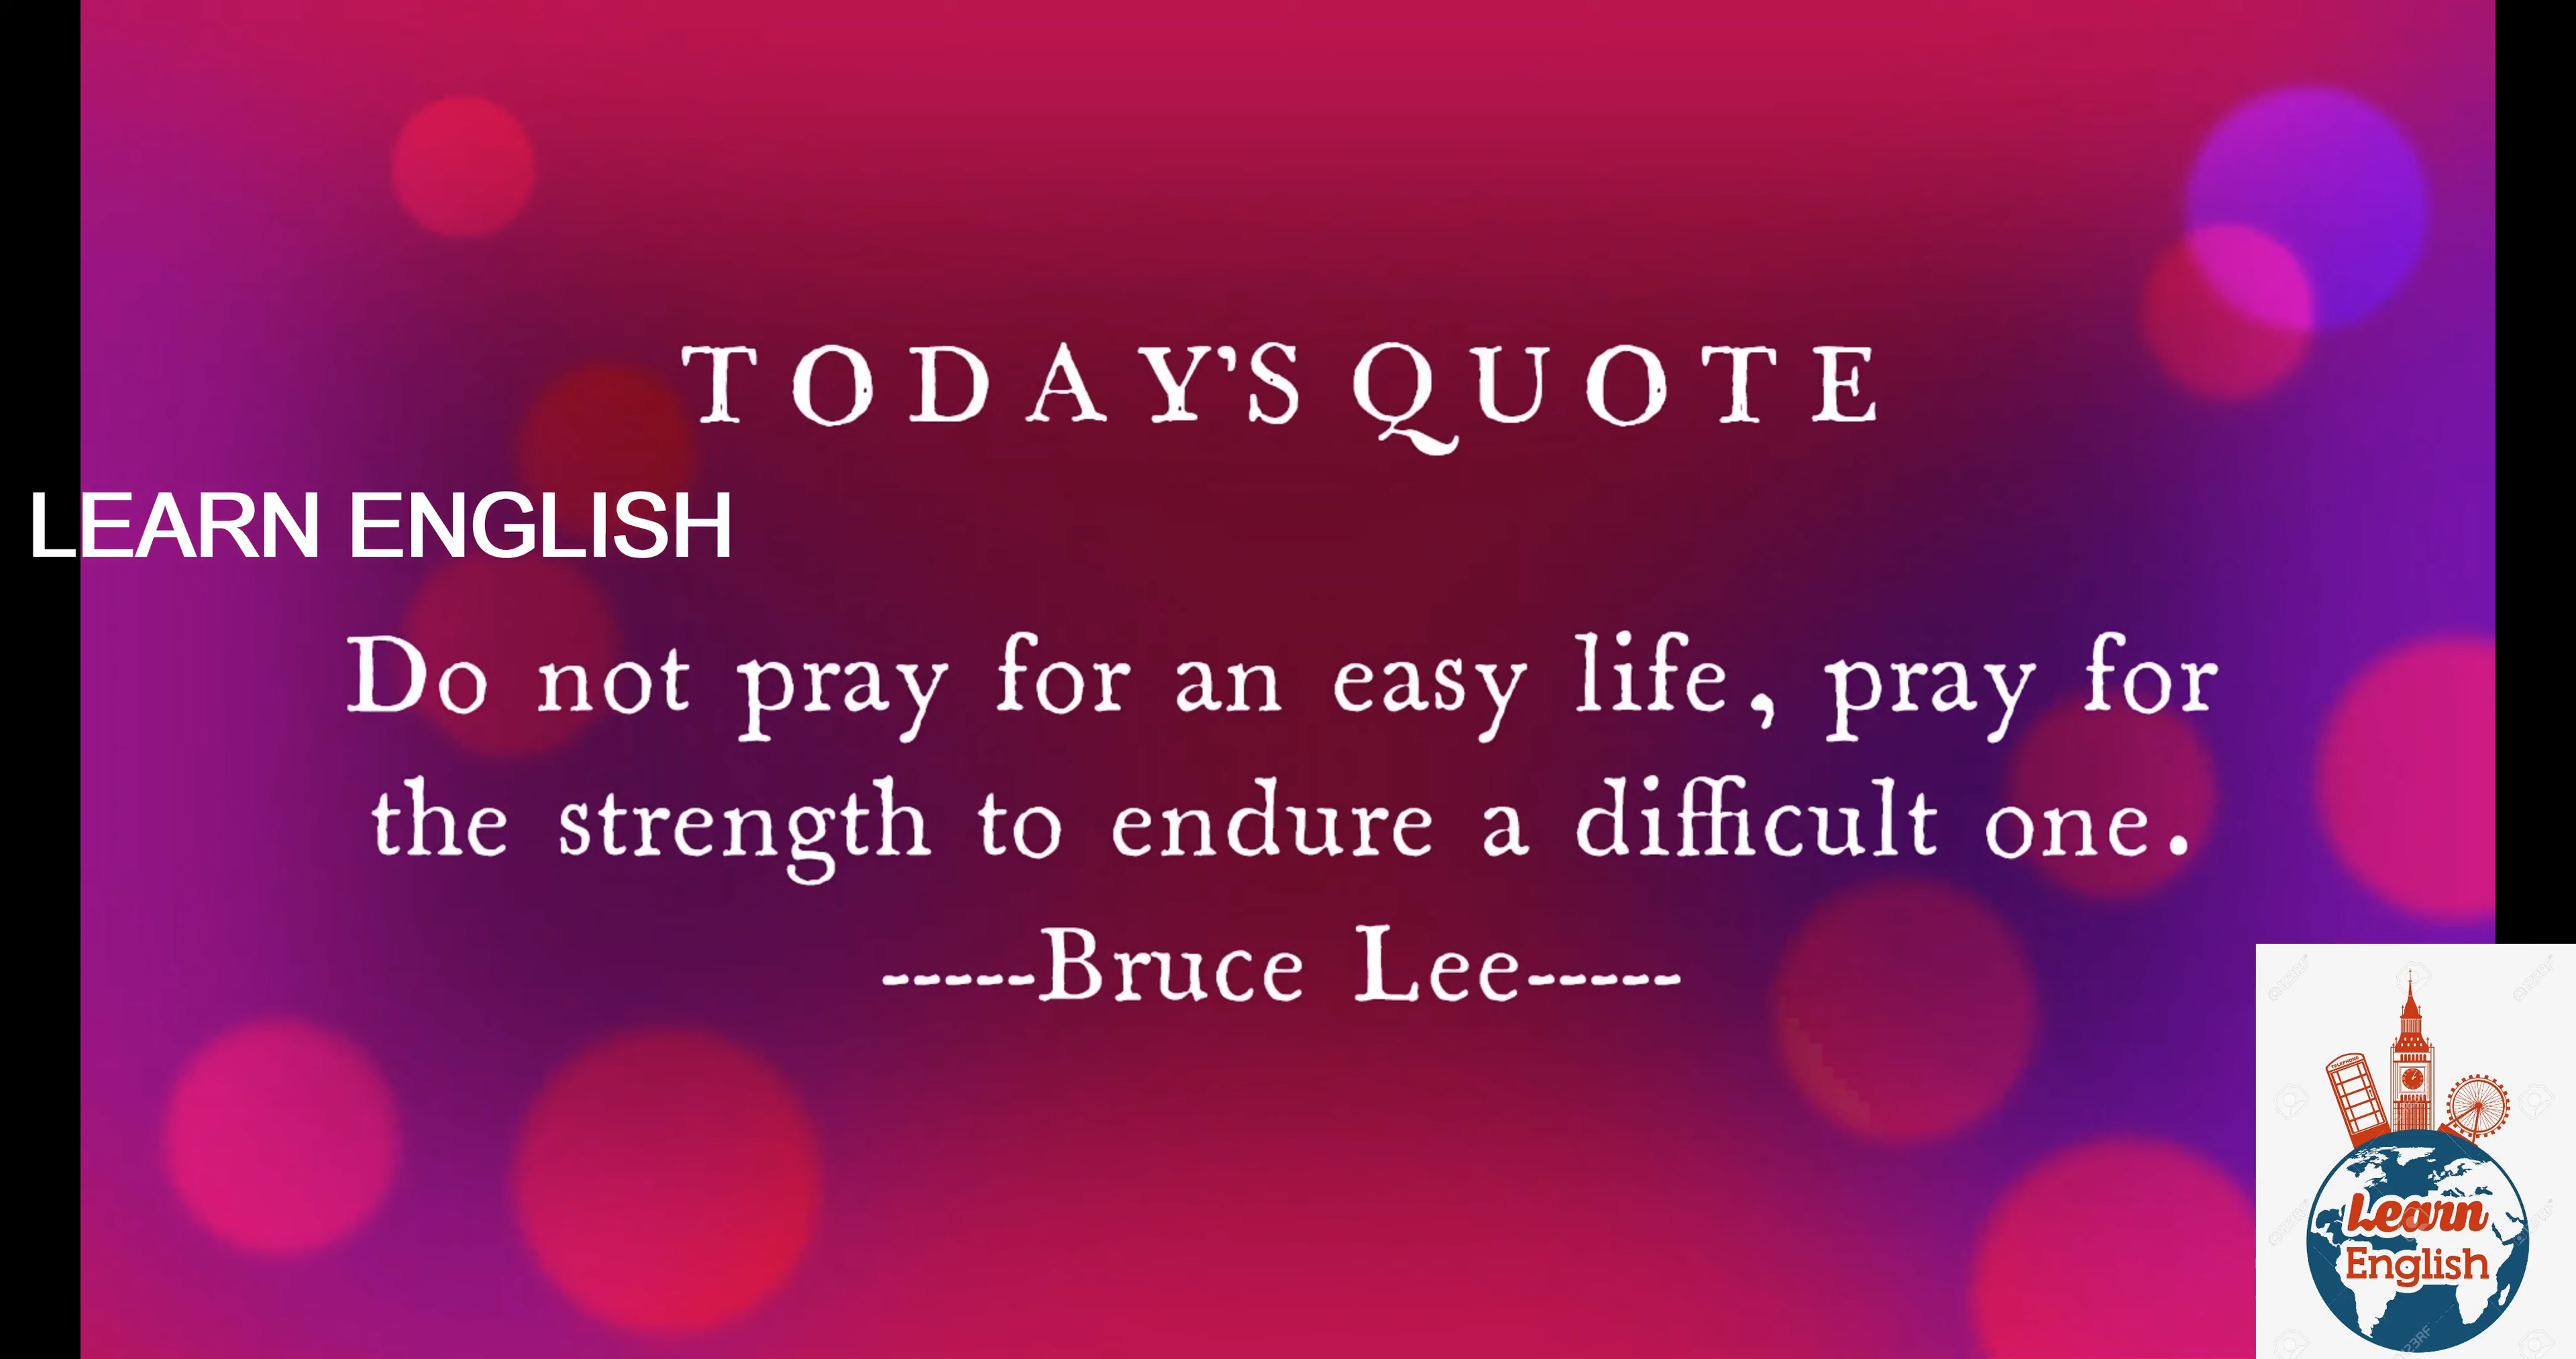 TODAY'S QUOTE
LEARN ENGLISH
Do not pray for an easy life, pray for
the strength to endure a difficult one.
-----Bruce Lee-----
TELEPHONE
Learn
English